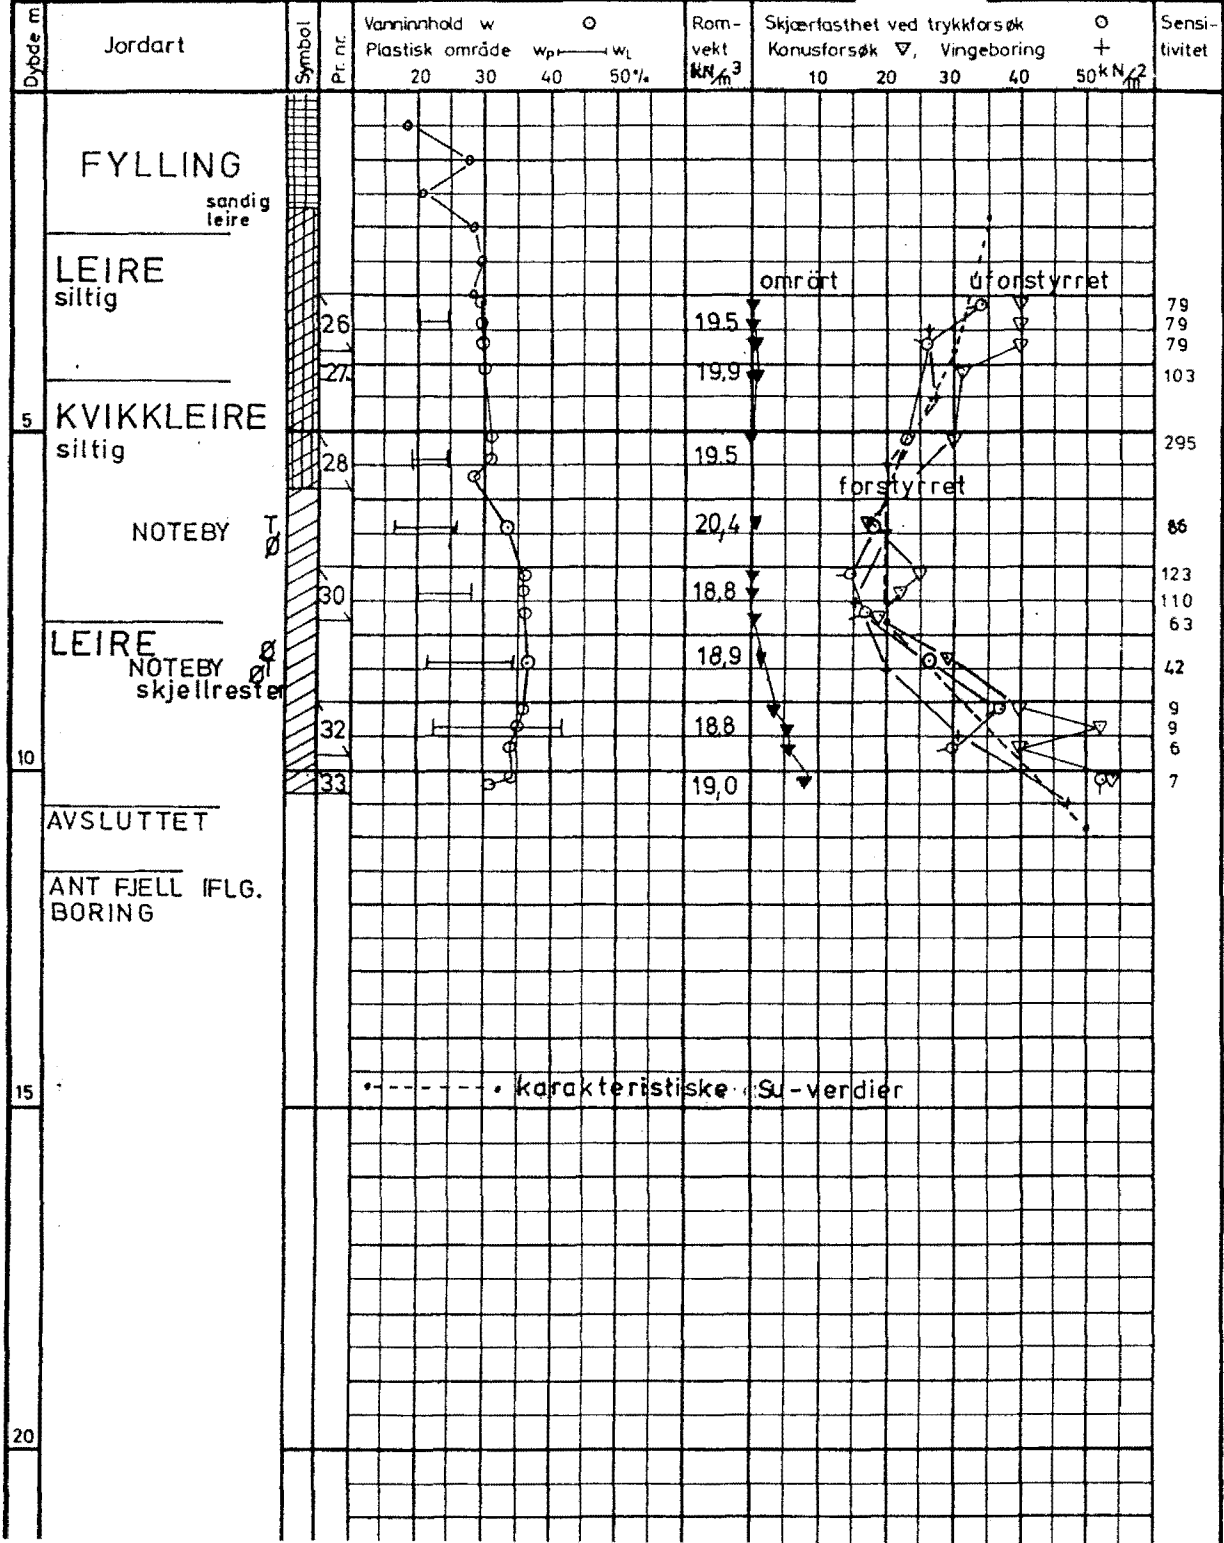 Dybde m
Jordart
Symbol
Pr. nr.
Vanninnhold w
Plastisk område wp wL
20 30 40 50%
Rom-
vekt
kN/m3
Skjærfasthet ved trykkforsøk
Konusforsøk ▽, Vingeboring +
10 20 30 40 50 kN/m2
Sensi-
tivitet
FYLLING
sandig
leire
LEIRE
siltig
omrört
uforstyrret
26
19.5
79
79
79
27
19,9
103
5
KVIKKLEIRE
siltig
28
19,5
295
forstyrret
NOTEBY T
Ø
20,4
30
18,8
123
110
63
LEIRE Ø
NOTEBY ØT
skjellrester
18,9
42
32
18.8
9
9
6
10
33
19,0
7
AVSLUTTET
ANT FJELL IFLG.
BORING
15
karakteristiske Su-verdier
20